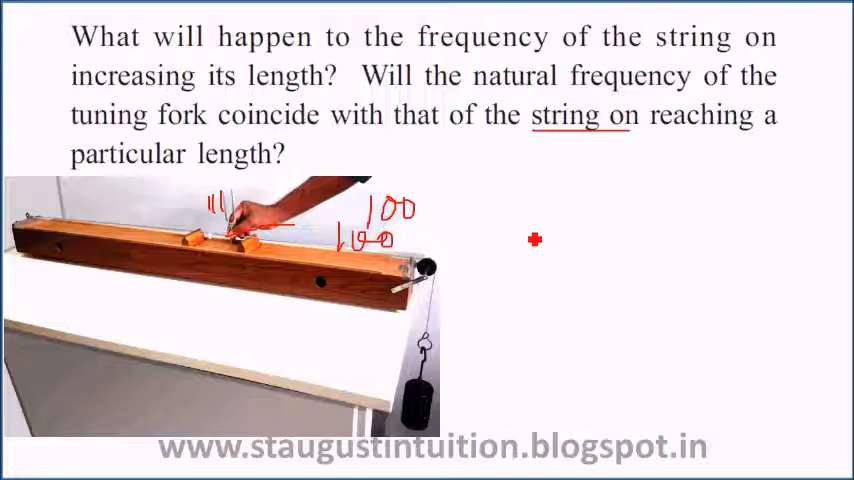 What will happen to the frequency of the string on
increasing its length? Will the natural frequency of the
tuning fork coincide with that of the string on reaching a
particular length?
100
100
www.staugustintuition.blogspot.in